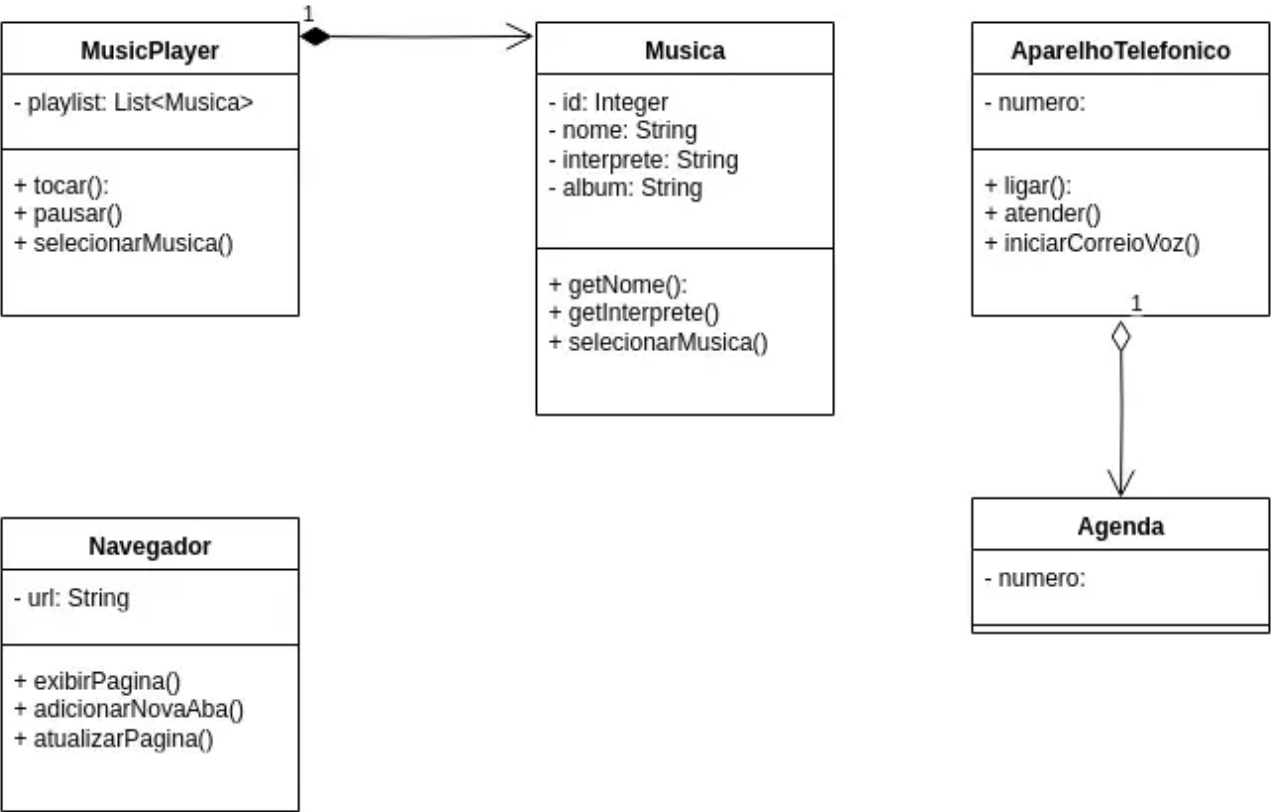 1
MusicPlayer
- playlist: List<Musica>
+ tocar():
+ pausar()
+ selecionarMusica()
Musica
- id: Integer
- nome: String
- interprete: String
- album: String
+ getNome():
+ getInterprete()
+ selecionarMusica()
AparelhoTelefonico
- numero:
+ ligar():
+ atender()
+ iniciarCorreioVoz()
1
Agenda
- numero:
Navegador
- url: String
+ exibirPagina()
+ adicionarNovaAba()
+ atualizarPagina()